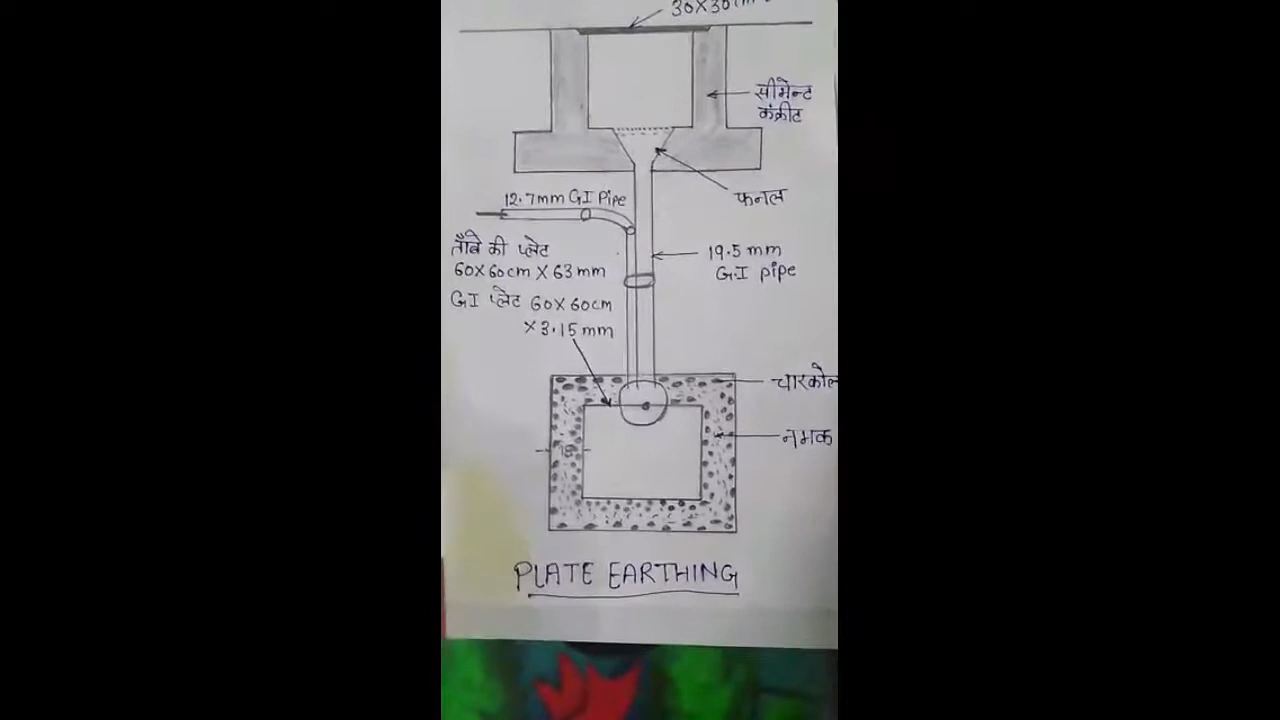 30X30cm
सीमेन्ट
कंक्रीट
फनल
12.7mm GI Pipe
19.5 mm
G.I pipe
ताँबे की प्लेट
60X60cm X 63mm
GI प्लेट 60X60cm
X 3.15mm
चारकोल
नमक
PLATE EARTHING